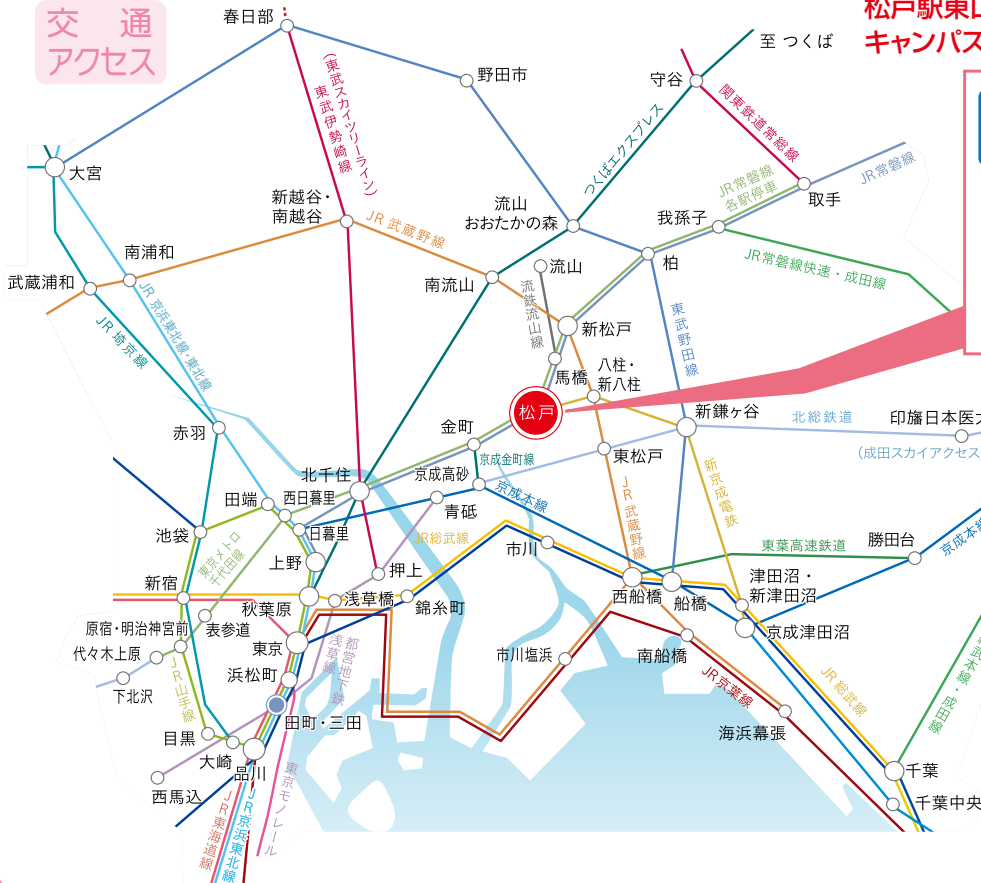 交　通
アクセス
松戸駅東口
キャンパス
春日部
野田市
至 つくば
守谷
(東武スカイツリーライン)
東武伊勢崎線
つくばエクスプレス
関東鉄道常総線
大宮
新越谷・
南越谷
JR 武蔵野線
流山
おおたかの森
JR常磐線
各駅停車
JR常磐線
取手
我孫子
南浦和
武蔵浦和
南流山
流山
柏
JR常磐線快速・成田線
JR 京浜東北線・東北線
JR 埼京線
流鉄流山線
新松戸
東武野田線
馬橋
八柱・
新八柱
松戸
新鎌ヶ谷
北総鉄道
印旛日本医大
(成田スカイアクセス
赤羽
金町
京成金町線
東松戸
北千住
京成高砂
京成本線
新京成電鉄
田端
西日暮里
青砥
日暮里
池袋
JR総武線
市川
JR武蔵野線
東葉高速鉄道
勝田台
京成本線
東京メトロ
千代田線
上野
押上
新宿
秋葉原
浅草橋
錦糸町
西船橋
船橋
津田沼・
新津田沼
原宿・明治神宮前
表参道
東京
京成津田沼
代々木上原
都営地下鉄
浅草線
浜松町
市川塩浜
南船橋
JR京葉線
JR 総武線
総武本線・成田線
下北沢
JR山手線
田町・三田
目黒
大崎
品川
海浜幕張
千葉
西馬込
東京モノレール
JR東海道線
JR京浜東北線
千葉中央